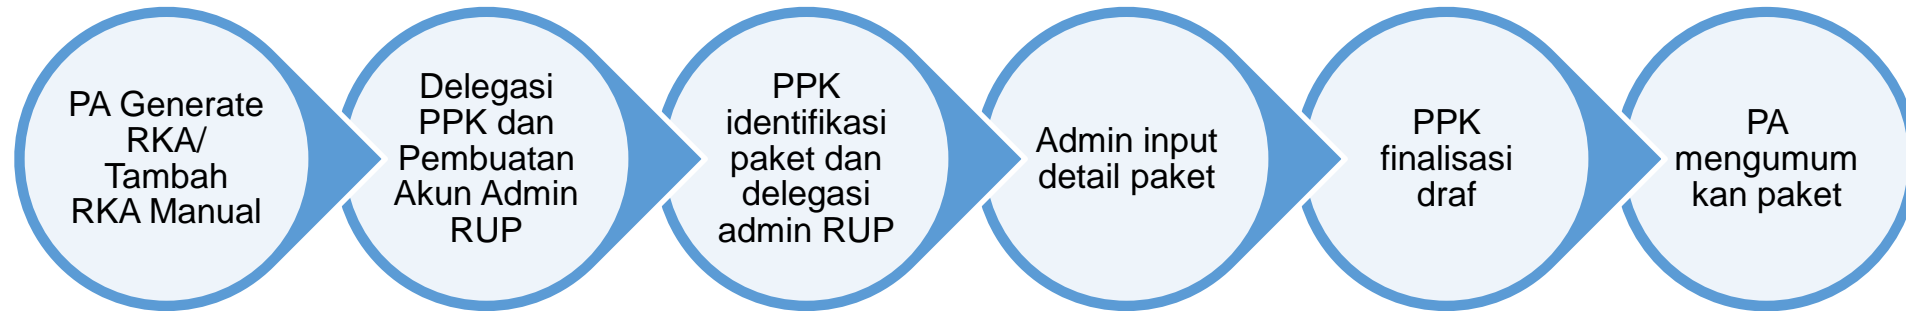 PA Generate
RKA/
Tambah
RKA Manual
Delegasi
PPK dan
Pembuatan
Akun Admin
RUP
PPK
identifikasi
paket dan
delegasi
admin RUP
Admin input
detail paket
PPK
finalisasi
draf
PA
mengumum
kan paket